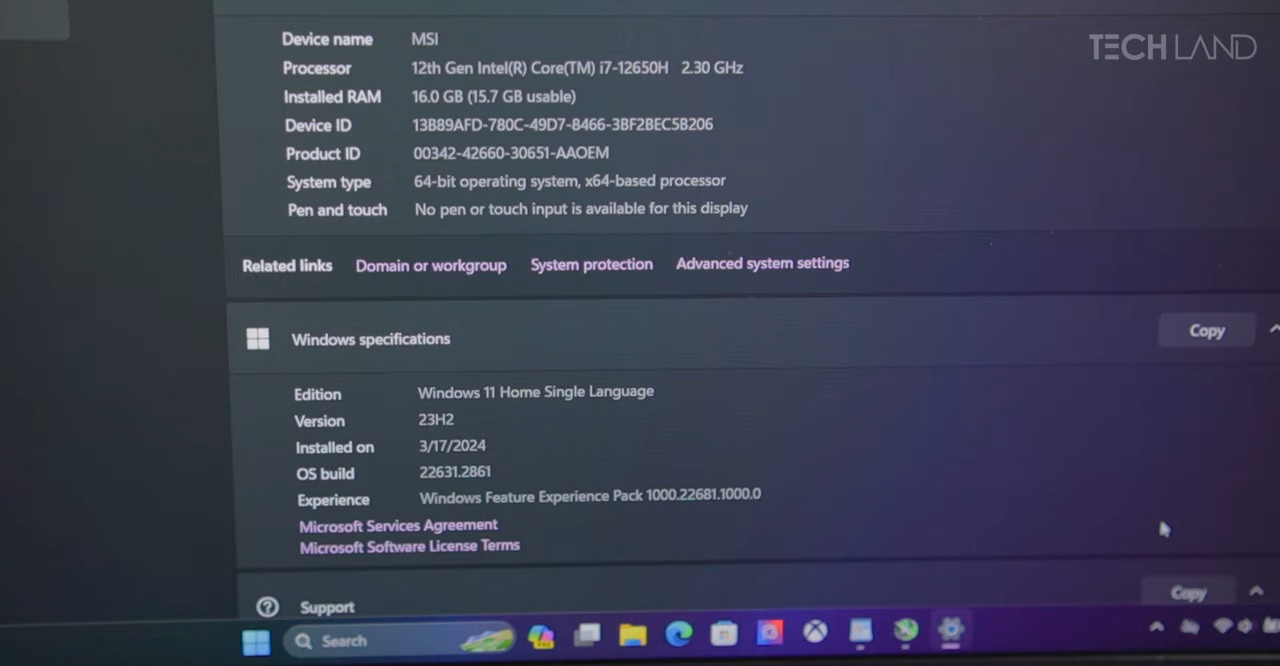 TECHLAND
Device name MSI
Processor 12th Gen Intel(R) Core(TM) i7-12650H 2.30 GHz
Installed RAM 16.0 GB (15.7 GB usable)
Device ID 13B89AFD-780C-49D7-8466-3BF2BEC5B206
Product ID 00342-42660-30651-AAOEM
System type 64-bit operating system, x64-based processor
Pen and touch No pen or touch input is available for this display
Related links Domain or workgroup System protection Advanced system settings
Windows specifications Copy
Edition Windows 11 Home Single Language
Version 23H2
Installed on 3/17/2024
OS build 22631.2861
Experience Windows Feature Experience Pack 1000.22681.1000.0
Microsoft Services Agreement
Microsoft Software License Terms
Support Copy
Search